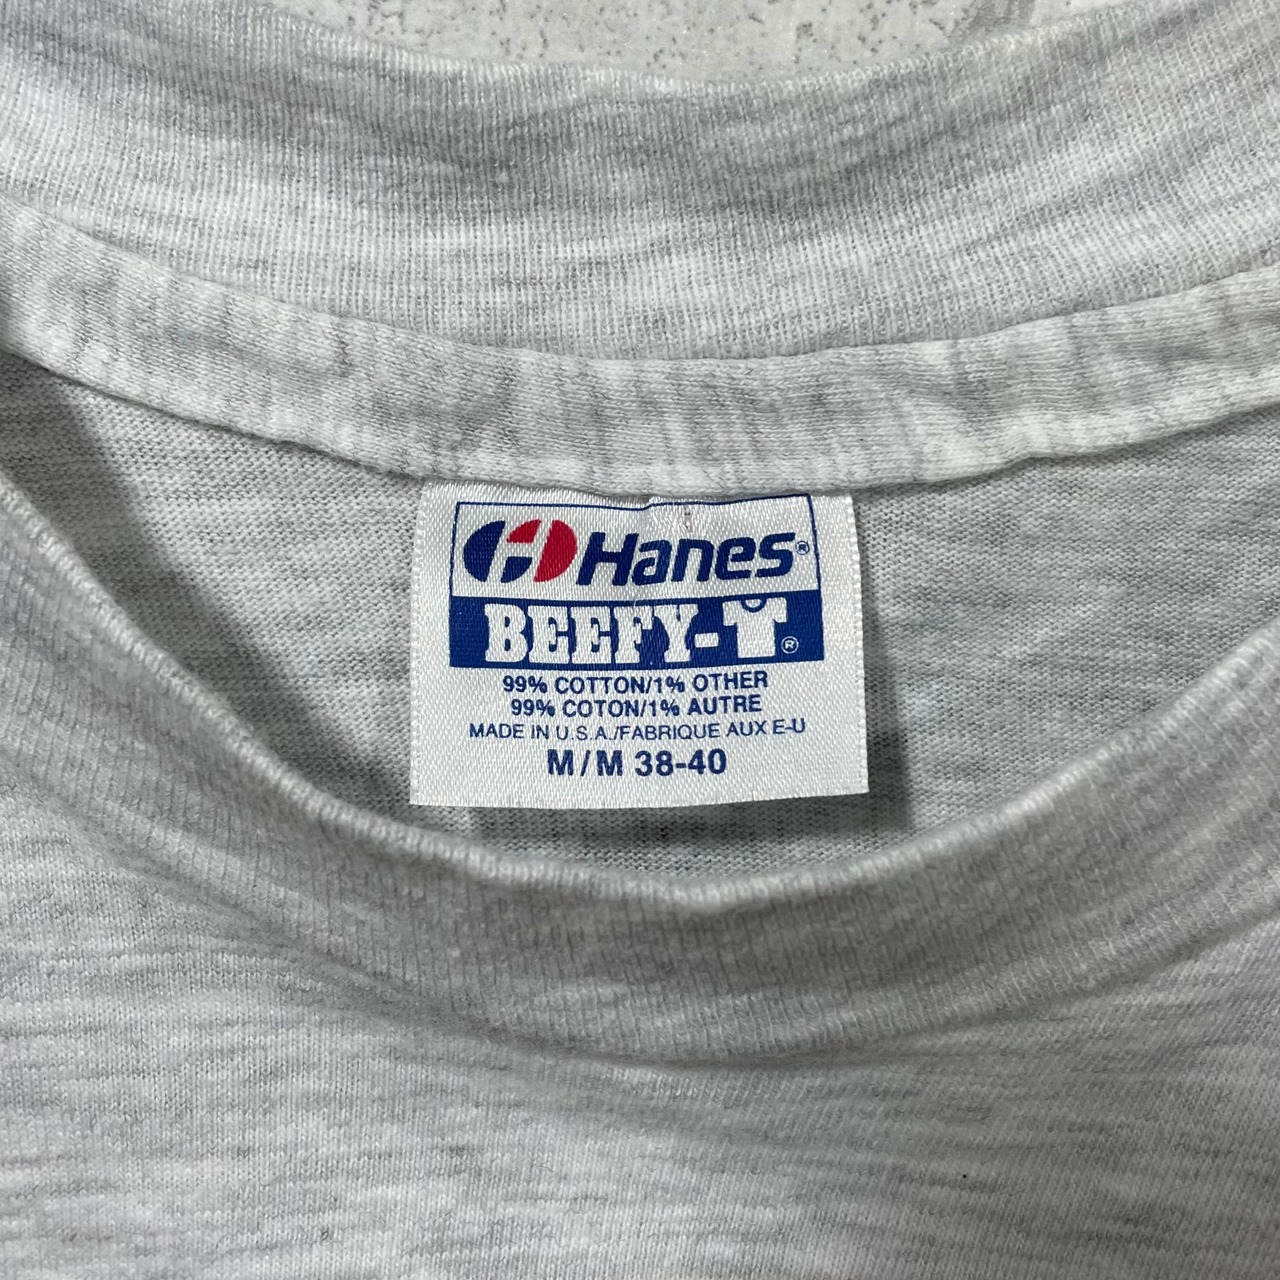 Hanes®
BEEFY-T®
99% COTTON/1% OTHER
99% COTON/1% AUTRE
MADE IN U.S.A./FABRIQUE AUX E-U
M/M 38-40